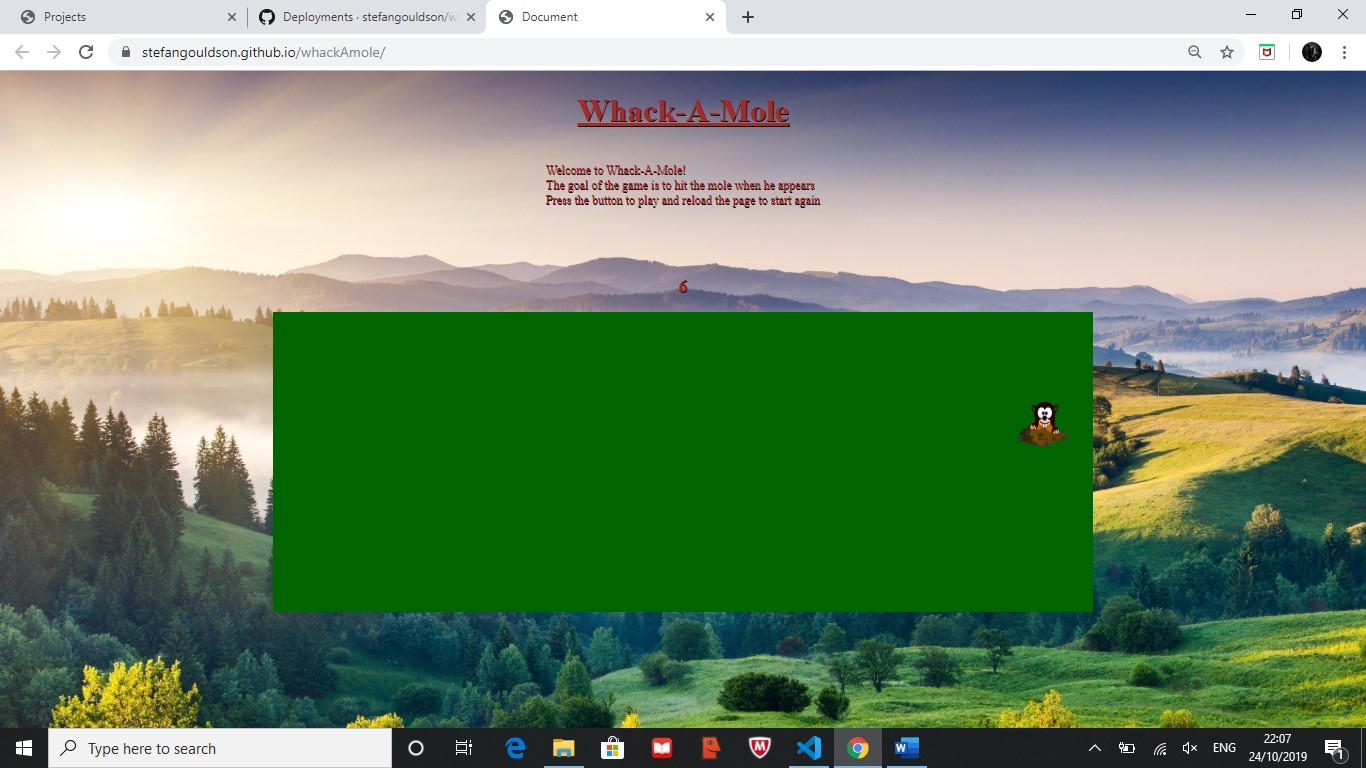 Projects
Deployments · stefangouldson/w
Document
stefangouldson.github.io/whackAmole/
Whack-A-Mole
Welcome to Whack-A-Mole!
The goal of the game is to hit the mole when he appears
Press the button to play and reload the page to start again
6
Type here to search
ENG
22:07
24/10/2019
1